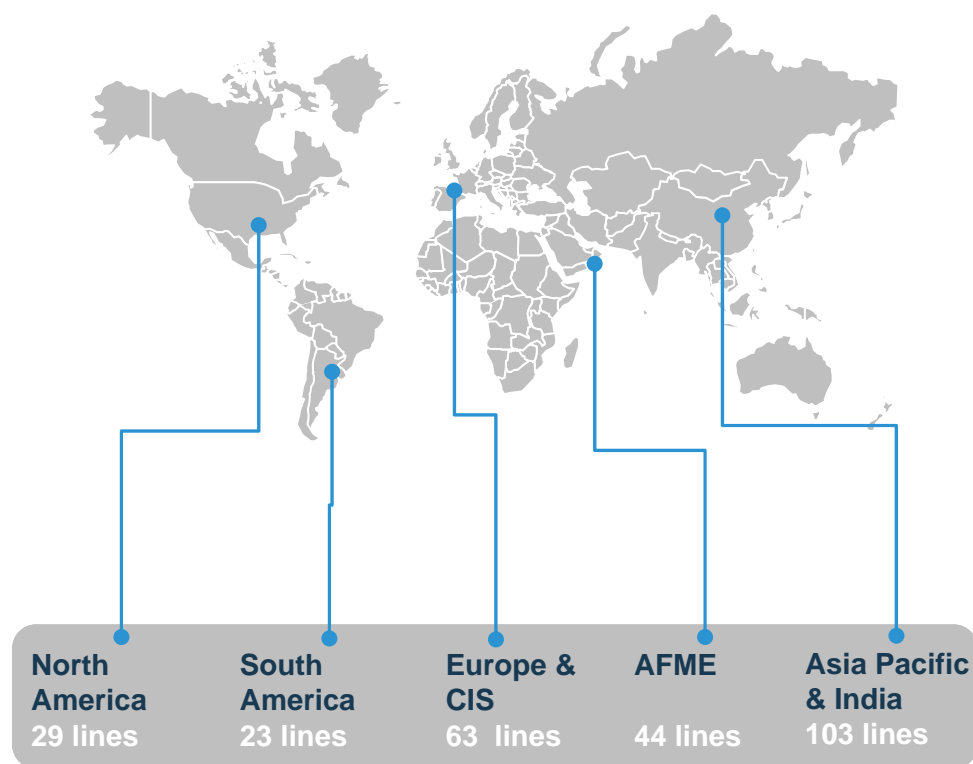 North
America
29 lines
South
America
23 lines
Europe &
CIS
63 lines
AFME
44 lines
Asia Pacific
& India
103 lines